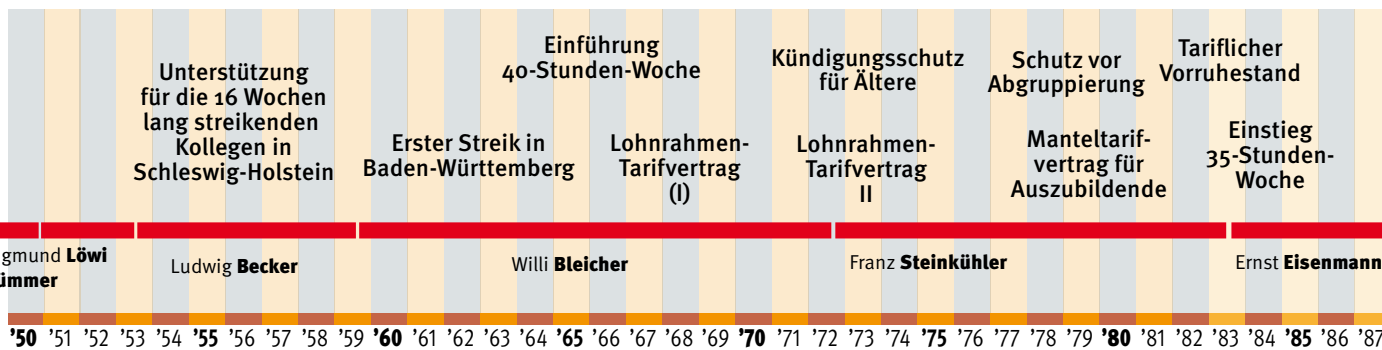 Unterstützung
für die 16 Wochen
lang streikenden
Kollegen in
Schleswig-Holstein
Erster Streik in
Baden-Württemberg
Einführung
40-Stunden-Woche
Lohnrahmen-
Tarifvertrag
(I)
Kündigungsschutz
für Ältere
Lohnrahmen-
Tarifvertrag
II
Schutz vor
Abgruppierung
Manteltarif-
vertrag für
Auszubildende
Tariflicher
Vorruhestand
Einstieg
35-Stunden-
Woche
gmund Löwi
ümmer
Ludwig Becker
Willi Bleicher
Franz Steinkühler
Ernst Eisenmann
'50 '51 '52 '53 '54 '55 '56 '57 '58 '59 '60 '61 '62 '63 '64 '65 '66 '67 '68 '69 '70 '71 '72 '73 '74 '75 '76 '77 '78 '79 '80 '81 '82 '83 '84 '85 '86 '87